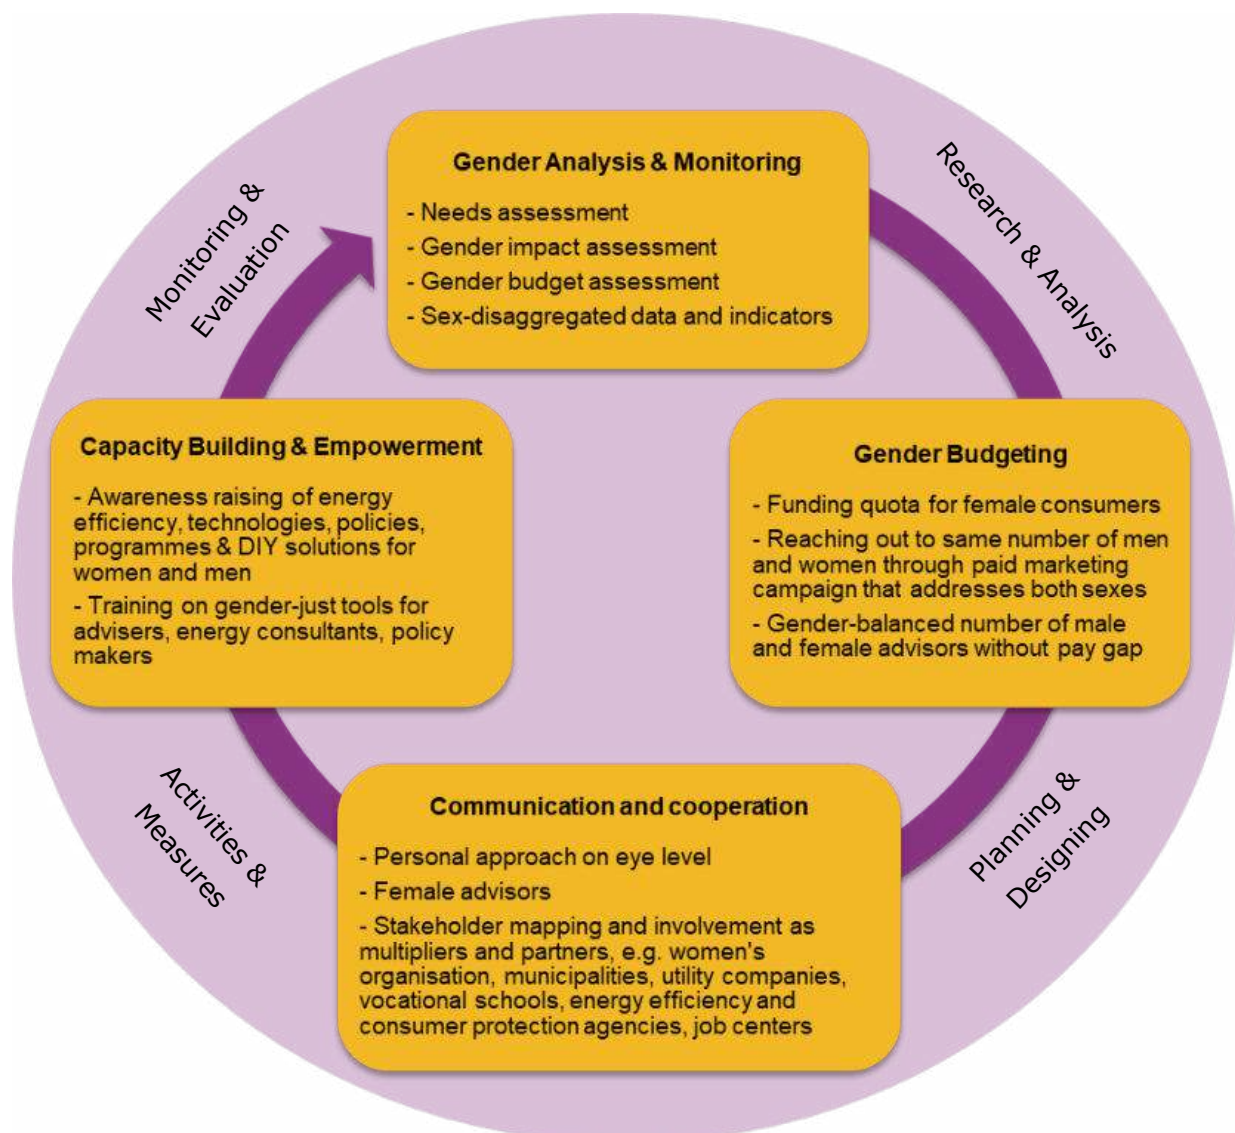 Gender Analysis & Monitoring
- Needs assessment
- Gender impact assessment
- Gender budget assessment
- Sex-disaggregated data and indicators
Research & Analysis
Gender Budgeting
- Funding quota for female consumers
- Reaching out to same number of men
and women through paid marketing
campaign that addresses both sexes
- Gender-balanced number of male
and female advisors without pay gap
Planning &
Designing
Communication and cooperation
- Personal approach on eye level
- Female advisors
- Stakeholder mapping and involvement as
multipliers and partners, e.g. women's
organisation, municipalities, utility companies,
vocational schools, energy efficiency and
consumer protection agencies, job centers
Activities &
Measures
Capacity Building & Empowerment
- Awareness raising of energy
efficiency, technologies, policies,
programmes & DIY solutions for
women and men
- Training on gender-just tools for
advisers, energy consultants, policy
makers
Monitoring &
Evaluation